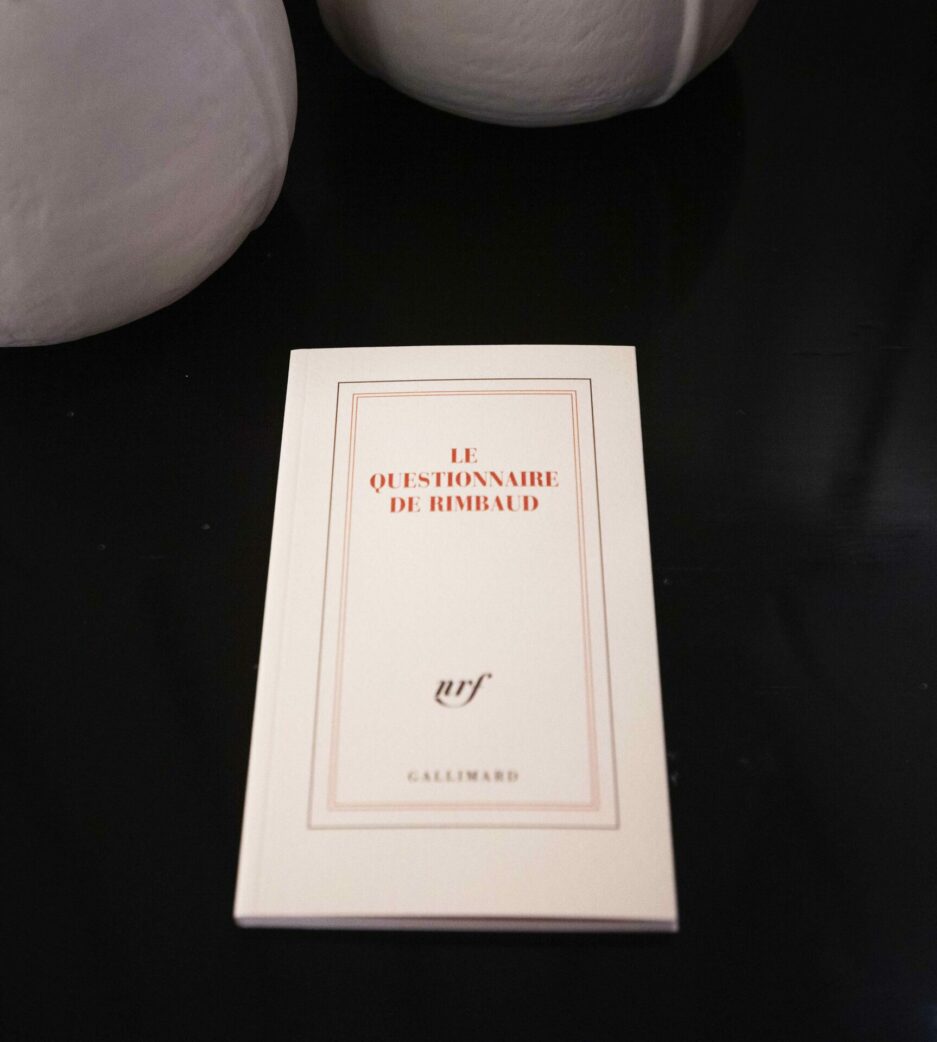 LE
QUESTIONNAIRE
DE RIMBAUD
nrf
GALLIMARD